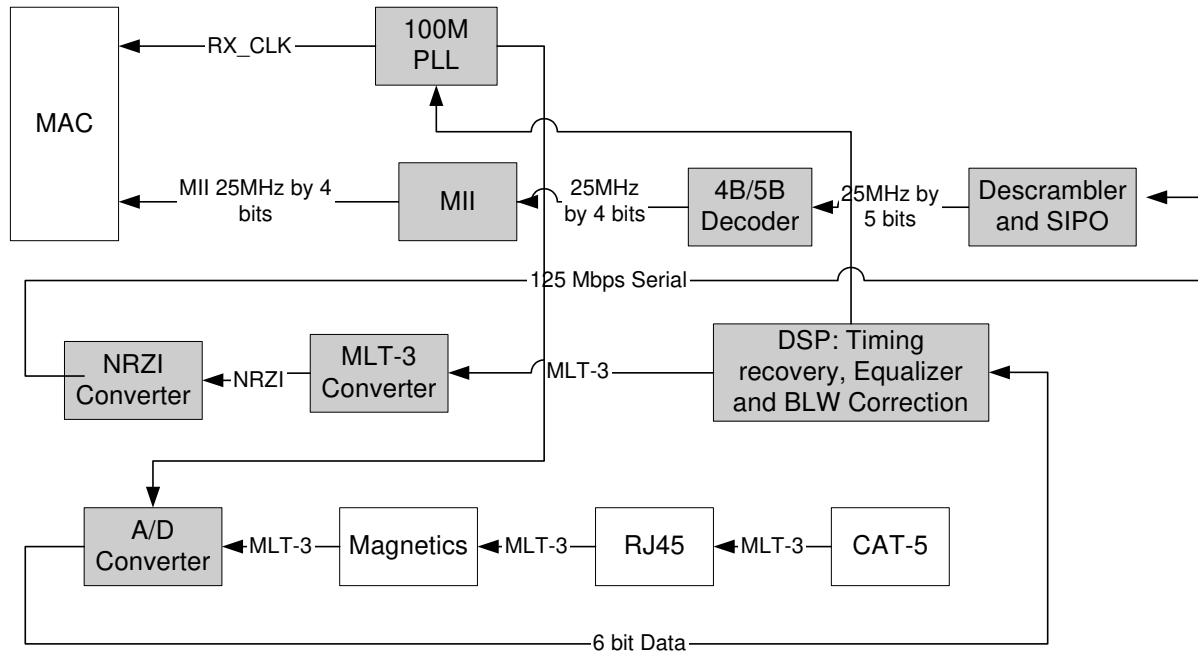 100M
PLL
RX_CLK
MAC
MII 25MHz by 4
bits
MII
25MHz
by 4 bits
4B/5B
Decoder
25MHz by
5 bits
Descrambler
and SIPO
125 Mbps Serial
NRZI
Converter
NRZI
MLT-3
Converter
MLT-3
DSP: Timing
recovery, Equalizer
and BLW Correction
A/D
Converter
MLT-3
Magnetics
MLT-3
RJ45
MLT-3
CAT-5
6 bit Data